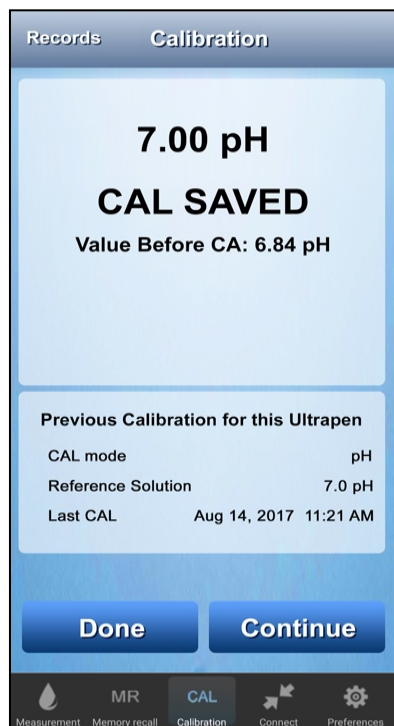 Records Calibration
7.00 pH
CAL SAVED
Value Before CA: 6.84 pH
Previous Calibration for this Ultrapen
CAL mode pH
Reference Solution 7.0 pH
Last CAL Aug 14, 2017 11:21 AM
Done Continue
MR CAL
Measurement Memory recall Calibration Connect Preferences